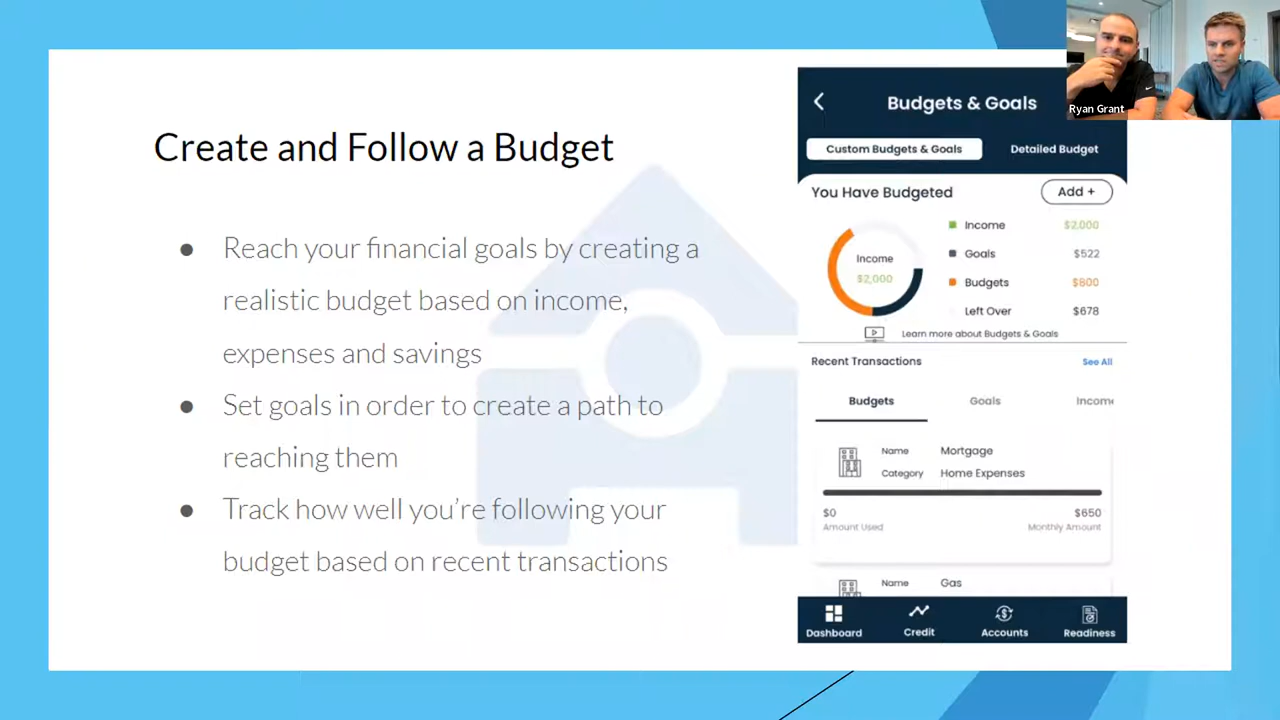 Ryan Grant
Create and Follow a Budget
● Reach your financial goals by creating a
realistic budget based on income,
expenses and savings
● Set goals in order to create a path to
reaching them
● Track how well you’re following your
budget based on recent transactions
Budgets & Goals
Custom Budgets & Goals Detailed Budget
You Have Budgeted Add +
Income $2,000
Income $2,000
Goals $522
Budgets $800
Left Over $678
Learn more about Budgets & Goals
Recent Transactions See All
Budgets Goals Income
Name Mortgage
Category Home Expenses
$0 $650
Amount Used Monthly Amount
Name Gas
Dashboard Credit Accounts Readiness